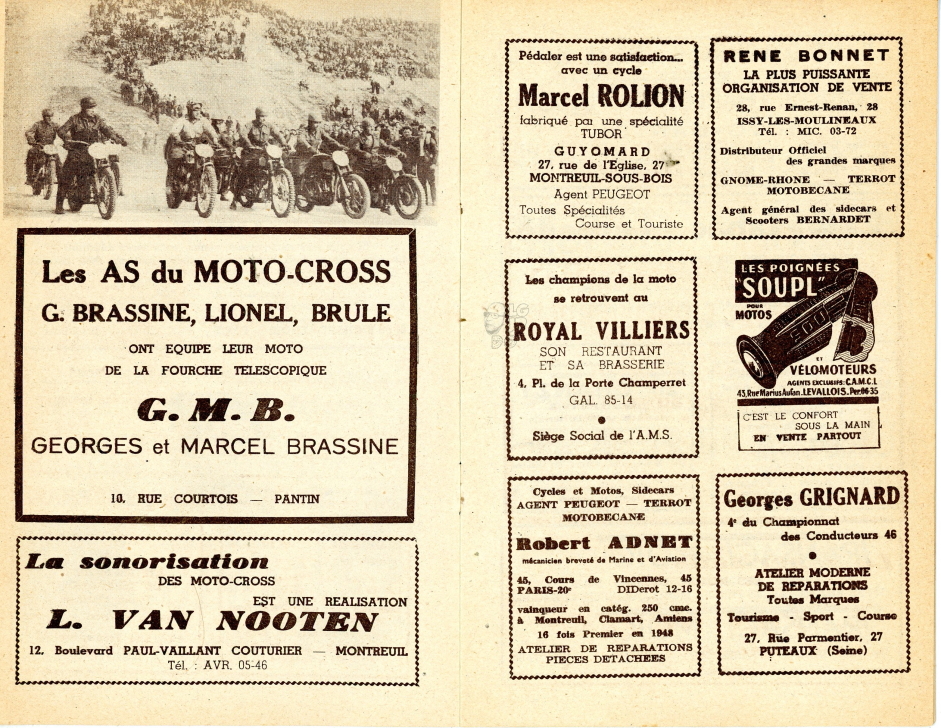 Les AS du MOTO-CROSS
G. BRASSINE, LIONEL, BRULE
ONT EQUIPE LEUR MOTO
DE LA FOURCHE TELESCOPIQUE
G. M. B.
GEORGES et MARCEL BRASSINE
10, RUE COURTOIS — PANTIN
La sonorisation
DES MOTO-CROSS
EST UNE REALISATION
L. VAN NOOTEN
12, Boulevard PAUL-VAILLANT COUTURIER — MONTREUIL
Tél. : AVR. 05-46
Pédaler est une satisfaction...
avec un cycle
Marcel ROLION
fabriqué par une spécialité
TUBOR
GUYOMARD
27, rue de l'Eglise, 27
MONTREUIL-SOUS-BOIS
Agent PEUGEOT
Toutes Spécialités
Course et Touriste
RENE BONNET
LA PLUS PUISSANTE
ORGANISATION DE VENTE
28, rue Ernest-Renan, 28
ISSY-LES-MOULINEAUX
Tél. : MIC. 03-72
Distributeur Officiel
des grandes marques
GNOME-RHONE — TERROT
MOTOBECANE
Agent général des sidecars et
Scooters BERNARDET
Les champions de la moto
se retrouvent au
ROYAL VILLIERS
SON RESTAURANT
ET SA BRASSERIE
4, Pl. de la Porte Champerret
GAL. 85-14
Siège Social de l'A.M.S.
LES POIGNÉES
"SOUPL"
POUR
MOTOS
ET
VÉLOMOTEURS
AGENTS EXCLUSIFS: C.A.M.C.L
43, Rue Marius Aufan. LEVALLOIS. Per.06-35
C'EST LE CONFORT
SOUS LA MAIN
EN VENTE PARTOUT
Cycles et Motos, Sidecars
AGENT PEUGEOT — TERROT
MOTOBECANE
Robert ADNET
mécanicien breveté de Marine et d'Aviation
45, Cours de Vincennes, 45
PARIS-20e DIDerot 12-16
vainqueur en catég. 250 cmc.
à Montreuil, Clamart, Amiens
16 fois Premier en 1948
ATELIER DE REPARATIONS
PIECES DETACHEES
Georges GRIGNARD
4e du Championnat
des Conducteurs 46
ATELIER MODERNE
DE REPARATIONS
Toutes Marques
Tourisme - Sport - Course
27, Rue Parmentier, 27
PUTEAUX (Seine)